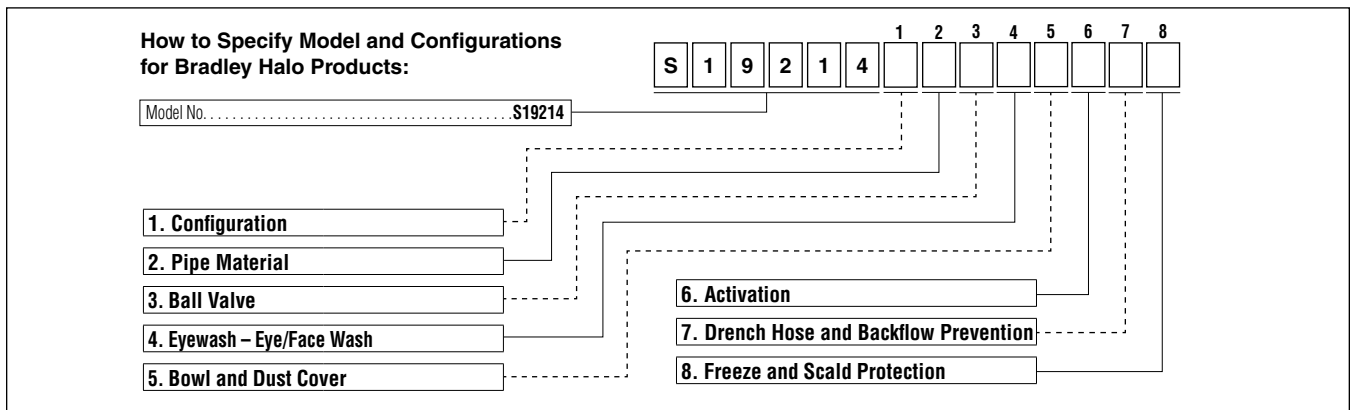 How to Specify Model and Configurations
for Bradley Halo Products:
1 2 3 4 5 6 7 8
S 1 9 2 1 4
Model No. . . . . . . . . . . . . . . . . . . . . . . . . . . . . . . . . . . . . . . . . . S19214
1. Configuration
2. Pipe Material
3. Ball Valve
4. Eyewash – Eye/Face Wash
5. Bowl and Dust Cover
6. Activation
7. Drench Hose and Backflow Prevention
8. Freeze and Scald Protection